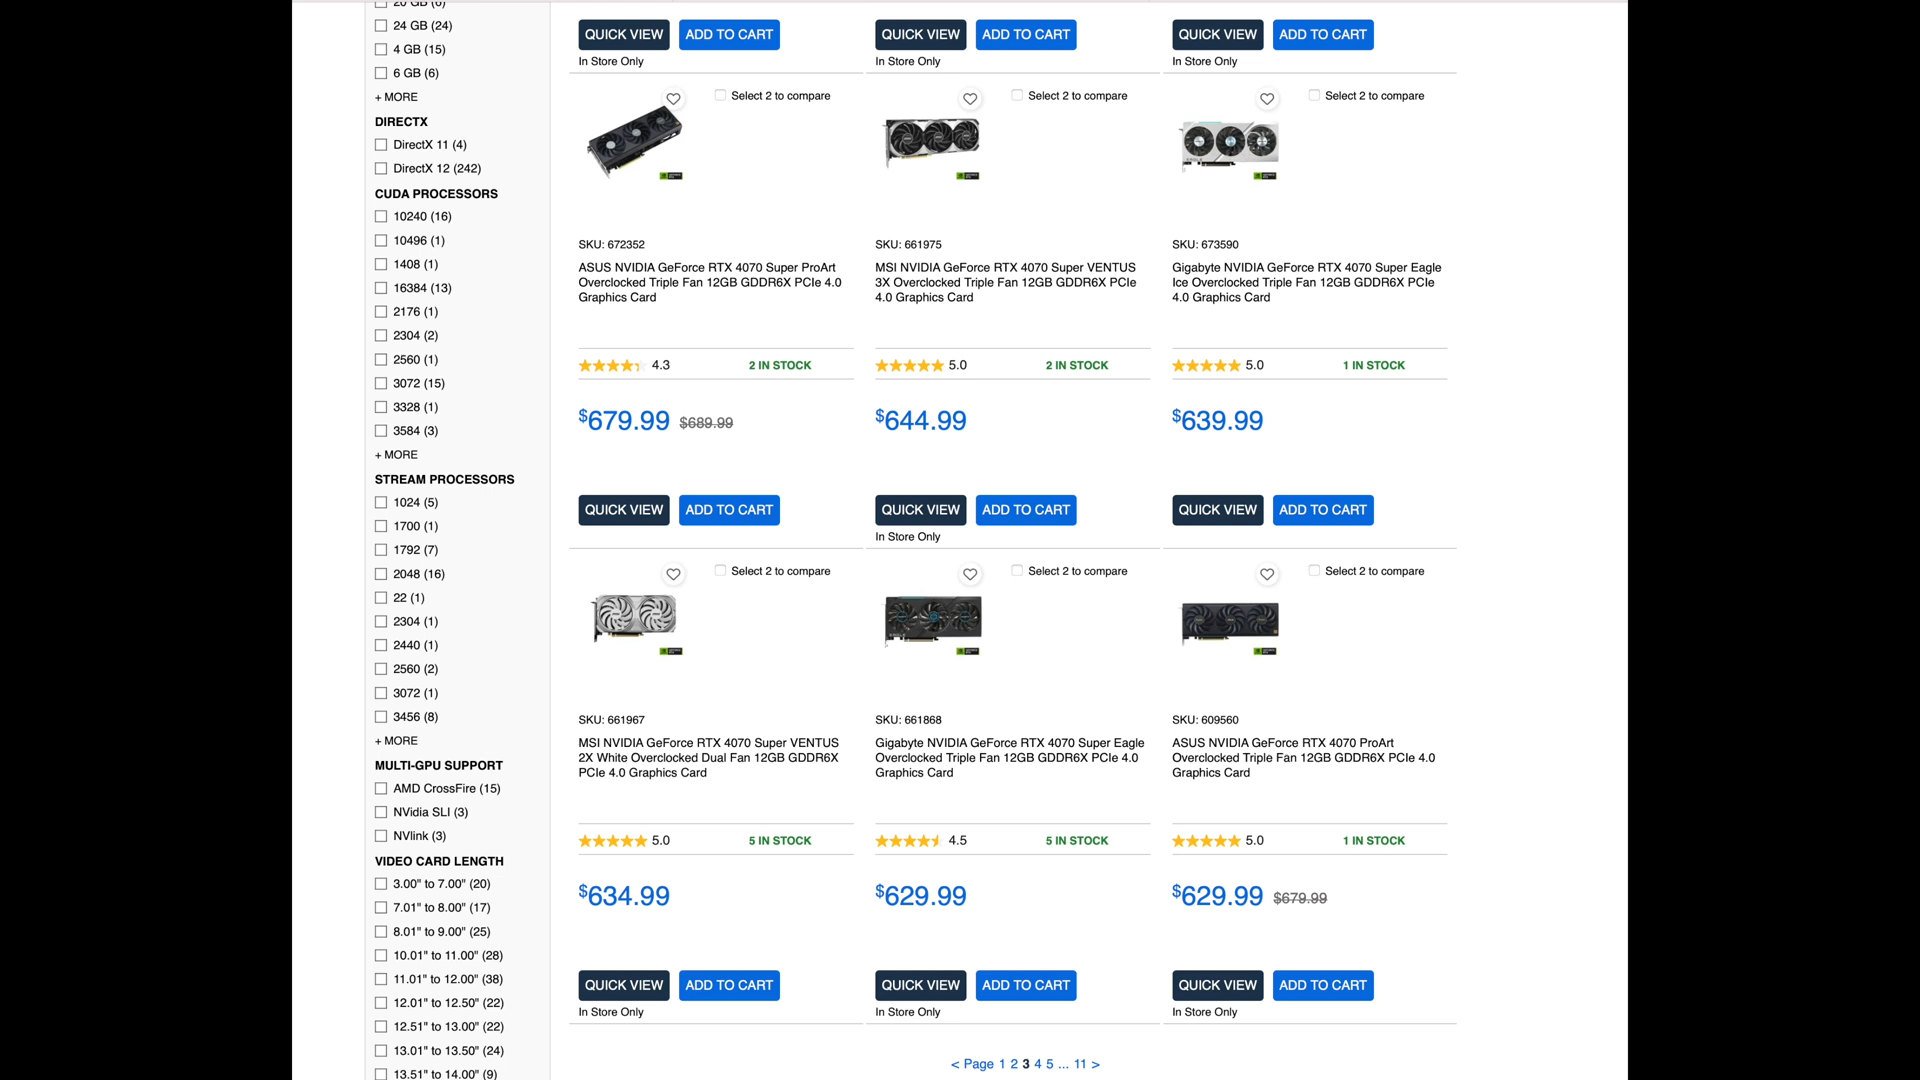 20 GB (6)
24 GB (24)
4 GB (15)
6 GB (6)
+ MORE
DIRECTX
DirectX 11 (4)
DirectX 12 (242)
CUDA PROCESSORS
10240 (16)
10496 (1)
1408 (1)
16384 (13)
2176 (1)
2304 (2)
2560 (1)
3072 (15)
3328 (1)
3584 (3)
+ MORE
STREAM PROCESSORS
1024 (5)
1700 (1)
1792 (7)
2048 (16)
22 (1)
2304 (1)
2440 (1)
2560 (2)
3072 (1)
3456 (8)
+ MORE
MULTI-GPU SUPPORT
AMD CrossFire (15)
NVidia SLI (3)
NVlink (3)
VIDEO CARD LENGTH
3.00" to 7.00" (20)
7.01" to 8.00" (17)
8.01" to 9.00" (25)
10.01" to 11.00" (28)
11.01" to 12.00" (38)
12.01" to 12.50" (22)
12.51" to 13.00" (22)
13.01" to 13.50" (24)
13.51" to 14.00" (9)
QUICK VIEW ADD TO CART
In Store Only
QUICK VIEW ADD TO CART
In Store Only
QUICK VIEW ADD TO CART
In Store Only
Select 2 to compare
SKU: 672352
ASUS NVIDIA GeForce RTX 4070 Super ProArt
Overclocked Triple Fan 12GB GDDR6X PCIe 4.0
Graphics Card
4.3 2 IN STOCK
$679.99 $689.99
QUICK VIEW ADD TO CART
Select 2 to compare
SKU: 661975
MSI NVIDIA GeForce RTX 4070 Super VENTUS
3X Overclocked Triple Fan 12GB GDDR6X PCIe
4.0 Graphics Card
5.0 2 IN STOCK
$644.99
QUICK VIEW ADD TO CART
In Store Only
Select 2 to compare
SKU: 673590
Gigabyte NVIDIA GeForce RTX 4070 Super Eagle
Ice Overclocked Triple Fan 12GB GDDR6X PCIe
4.0 Graphics Card
5.0 1 IN STOCK
$639.99
QUICK VIEW ADD TO CART
Select 2 to compare
SKU: 661967
MSI NVIDIA GeForce RTX 4070 Super VENTUS
2X White Overclocked Dual Fan 12GB GDDR6X
PCIe 4.0 Graphics Card
5.0 5 IN STOCK
$634.99
QUICK VIEW ADD TO CART
In Store Only
Select 2 to compare
SKU: 661868
Gigabyte NVIDIA GeForce RTX 4070 Super Eagle
Overclocked Triple Fan 12GB GDDR6X PCIe 4.0
Graphics Card
4.5 5 IN STOCK
$629.99
QUICK VIEW ADD TO CART
In Store Only
Select 2 to compare
SKU: 609560
ASUS NVIDIA GeForce RTX 4070 ProArt
Overclocked Triple Fan 12GB GDDR6X PCIe 4.0
Graphics Card
5.0 1 IN STOCK
$629.99 $679.99
QUICK VIEW ADD TO CART
In Store Only
< Page 1 2 3 4 5 ... 11 >